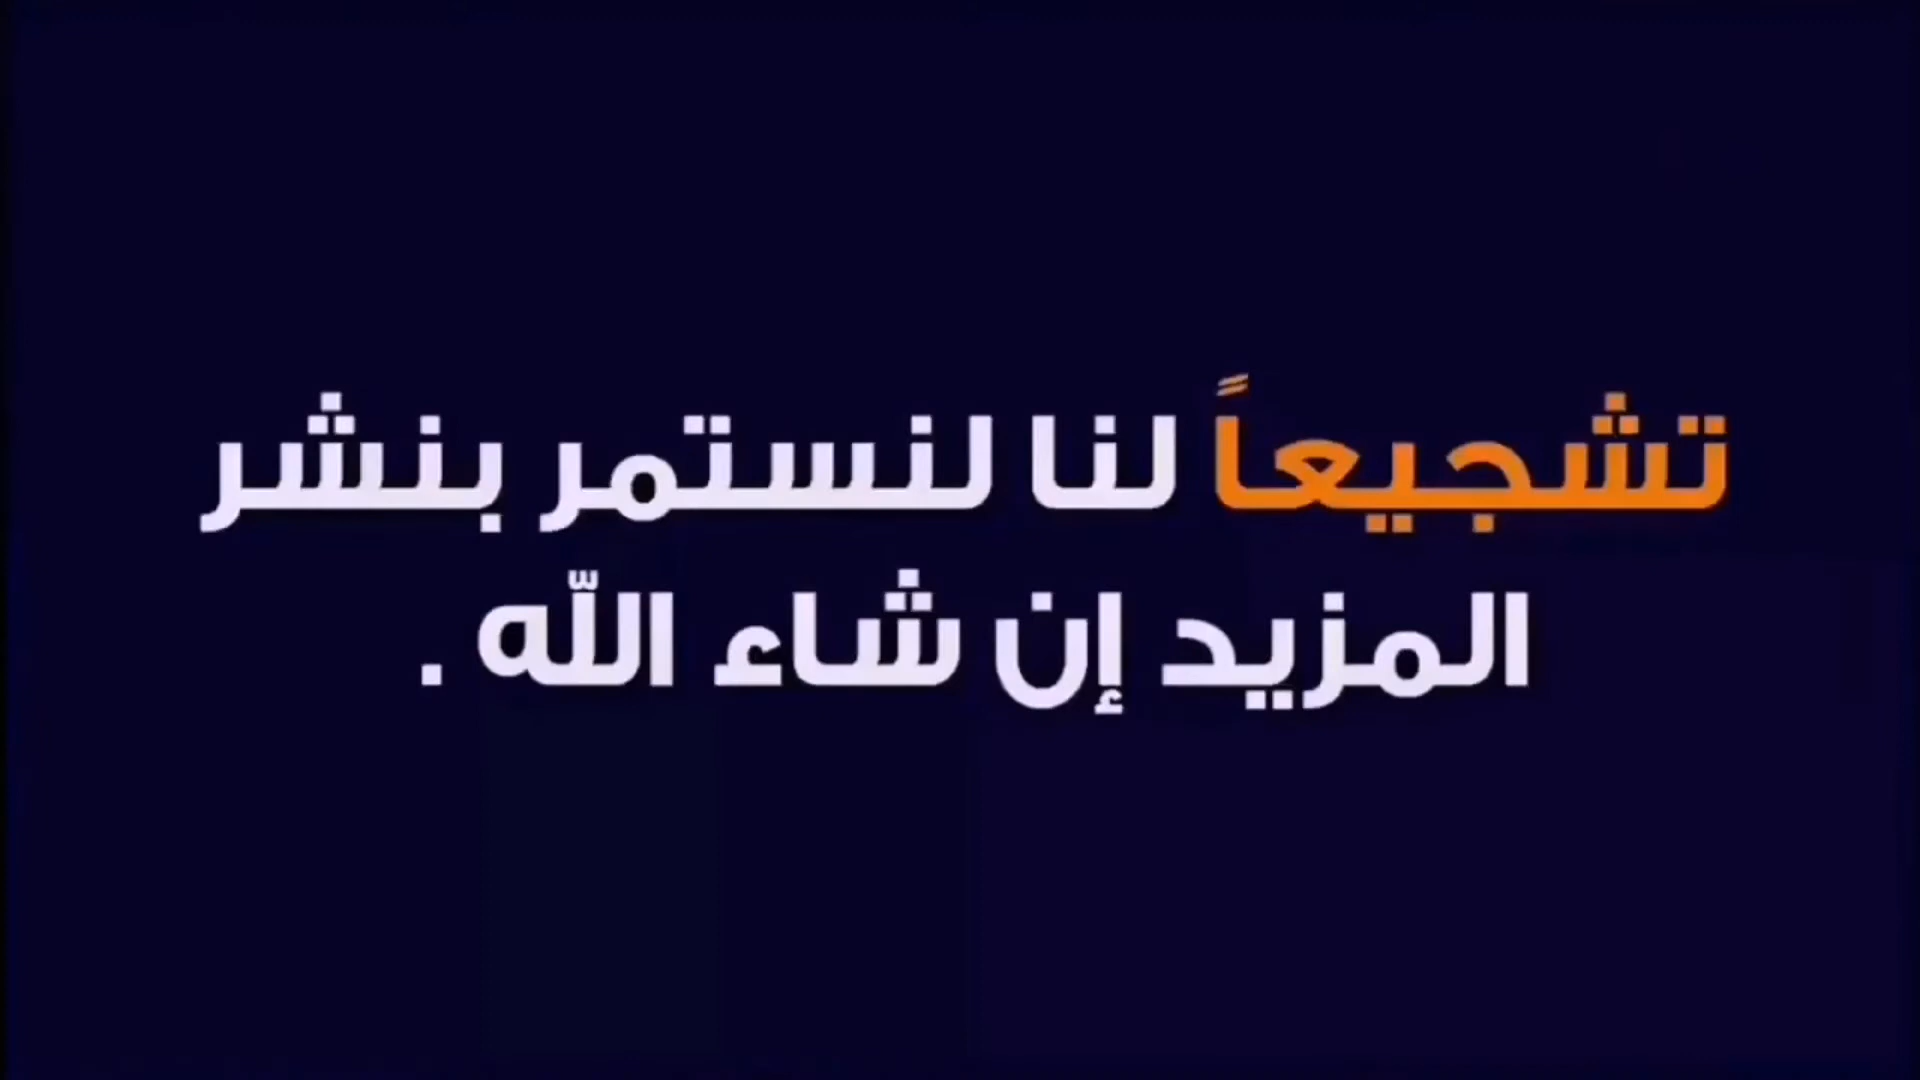 تشجيعاً لنا لنستمر بنشر
المزيد إن شاء اللّه .